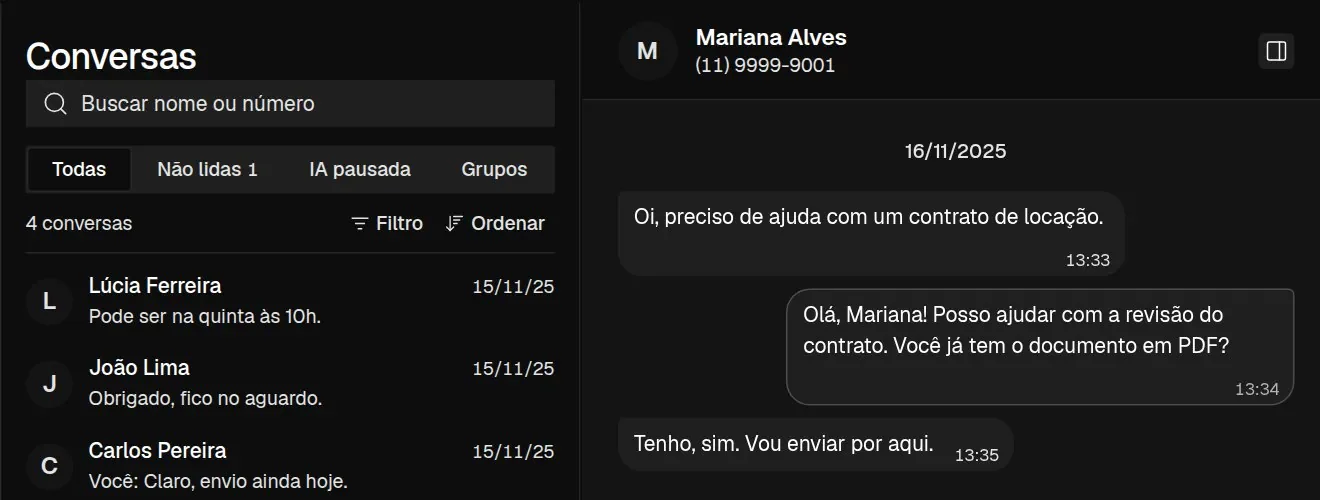 Conversas
Buscar nome ou número
Todas
Não lidas 1
IA pausada
Grupos
4 conversas
Filtro
Ordenar
L
Lúcia Ferreira
15/11/25
Pode ser na quinta às 10h.
J
João Lima
15/11/25
Obrigado, fico no aguardo.
C
Carlos Pereira
15/11/25
Você: Claro, envio ainda hoje.
M
Mariana Alves
(11) 9999-9001
16/11/2025
Oi, preciso de ajuda com um contrato de locação.
13:33
Olá, Mariana! Posso ajudar com a revisão do
contrato. Você já tem o documento em PDF?
13:34
Tenho, sim. Vou enviar por aqui.
13:35